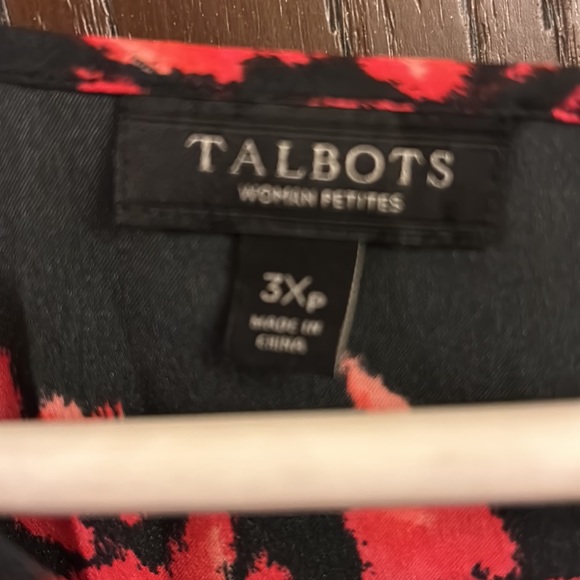 TALBOTS
WOMAN PETITES
3XP
MADE IN
CHINA